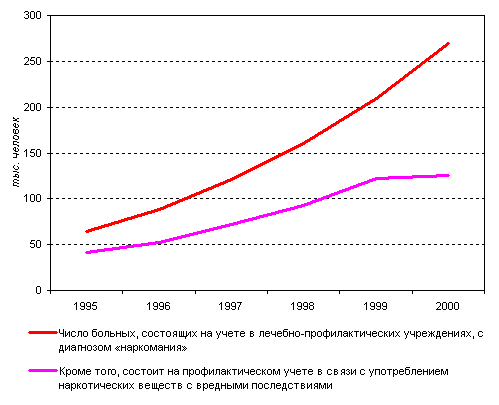 300
250
200
150
100
50
0
тыс. человек
1995 1996 1997 1998 1999 2000
Число больных, состоящих на учете в лечебно-профилактических учреждениях, с
диагнозом «наркомания»
Кроме того, состоит на профилактическом учете в связи с употреблением
наркотических веществ с вредными последствиями